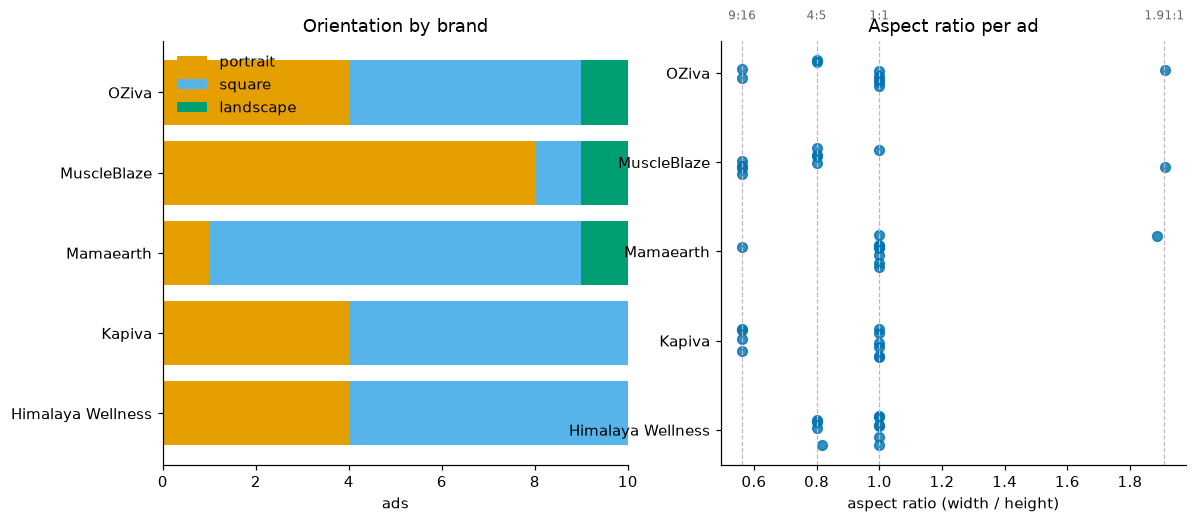 Orientation by brand
portrait
square
landscape
OZiva
MuscleBlaze
Mamaearth
Kapiva
Himalaya Wellness
0 2 4 6 8 10
ads
9:16 4:5 1:1 1.91:1
Aspect ratio per ad
OZiva
MuscleBlaze
Mamaearth
Kapiva
Himalaya Wellness
0.6 0.8 1.0 1.2 1.4 1.6 1.8
aspect ratio (width / height)